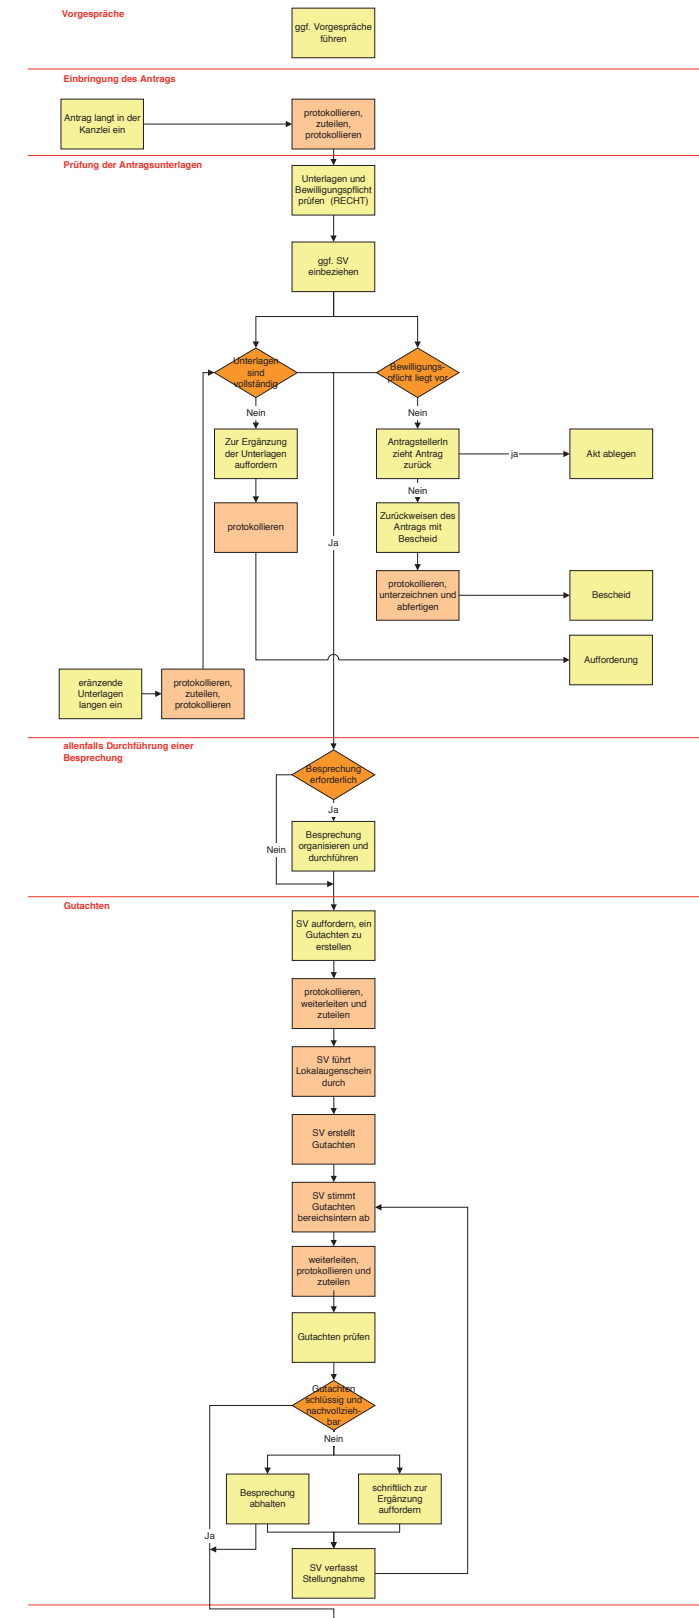 Vorgespräche
ggf. Vorgespräche
führen
Einbringung des Antrags
Antrag langt in der
Kanzlei ein
protokollieren,
zuteilen,
protokollieren
Prüfung der Antragsunterlagen
Unterlagen und
Bewilligungspflicht
prüfen (RECHT)
ggf. SV
einbeziehen
Unterlagen
sind
vollständig
Bewilligungs-
pflicht liegt vor
Nein
Nein
Zur Ergänzung
der Unterlagen
auffordern
AntragstellerIn
zieht Antrag
zurück
ja
Akt ablegen
Nein
protokollieren
Zurückweisen des
Antrags mit
Bescheid
Ja
protokollieren,
unterzeichnen und
abfertigen
Bescheid
Aufforderung
eränzende
Unterlagen
langen ein
protokollieren,
zuteilen,
protokollieren
allenfalls Durchführung einer
Besprechung
Besprechung
erforderlich
Ja
Besprechung
organisieren und
durchführen
Nein
Gutachten
SV auffordern, ein
Gutachten zu
erstellen
protokollieren,
weiterleiten und
zuteilen
SV führt
Lokalaugenschein
durch
SV erstellt
Gutachten
SV stimmt
Gutachten
bereichsintern ab
weiterleiten,
protokollieren und
zuteilen
Gutachten prüfen
Gutachten
schlüssig und
nachvollzieh-
bar
Nein
Besprechung
abhalten
schriftlich zur
Ergänzung
auffordern
Ja
SV verfasst
Stellungnahme